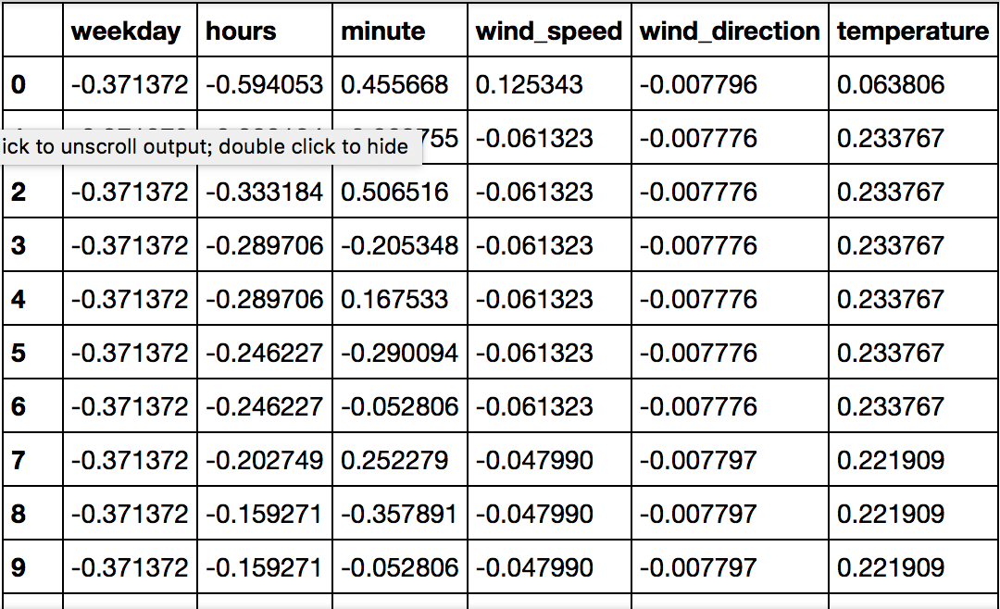 weekday hours minute wind_speed wind_direction temperature
0 -0.371372 -0.594053 0.455668 0.125343 -0.007796 0.063806
755 -0.061323 -0.007776 0.233767
ick to unscroll output; double click to hide
2 -0.371372 -0.333184 0.506516 -0.061323 -0.007776 0.233767
3 -0.371372 -0.289706 -0.205348 -0.061323 -0.007776 0.233767
4 -0.371372 -0.289706 0.167533 -0.061323 -0.007776 0.233767
5 -0.371372 -0.246227 -0.290094 -0.061323 -0.007776 0.233767
6 -0.371372 -0.246227 -0.052806 -0.061323 -0.007776 0.233767
7 -0.371372 -0.202749 0.252279 -0.047990 -0.007797 0.221909
8 -0.371372 -0.159271 -0.357891 -0.047990 -0.007797 0.221909
9 -0.371372 -0.159271 -0.052806 -0.047990 -0.007797 0.221909